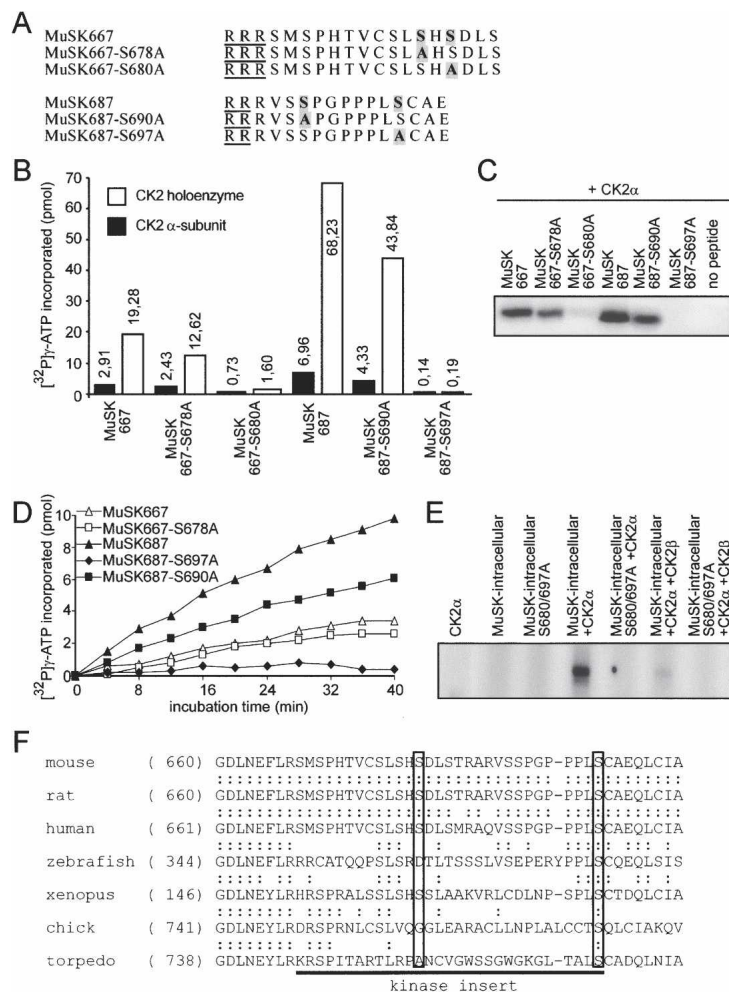 A
MuSK667 RRRSMSPHTVCSLSHSDLS
MuSK667-S678A RRRSMSPHTVCSLAHSDLS
MuSK667-S680A RRRSMSPHTVCSLSHADLS
MuSK687 RRRVSSPGPPPLSCAE
MuSK687-S690A RRRVSAPGPPPLSCAE
MuSK687-S697A RRRVSSPGPPPLACAE
B
[32P]γ-ATP incorporated (pmol)
70
60
50
40
30
20
10
0
CK2 holoenzyme
CK2 α-subunit
2,91 19,28 2,43 12,62 0,73 1,60 6,96 68,23 4,33 43,84 0,14 0,19
MuSK 667
MuSK 667-S678A
MuSK 667-S680A
MuSK 687
MuSK 687-S690A
MuSK 687-S697A
C
+ CK2α
MuSK 667
MuSK 667-S678A
MuSK 667-S680A
MuSK 687
MuSK 687-S690A
MuSK 687-S697A
no peptide
D
[32P]γ-ATP incorporated (pmol)
10
8
6
4
2
0
MuSK667
MuSK667-S678A
MuSK687
MuSK687-S697A
MuSK687-S690A
0 8 16 24 32 40
incubation time (min)
E
CK2α
MuSK-intracellular
MuSK-intracellular S680/697A
MuSK-intracellular +CK2α
MuSK-intracellular S680/697A +CK2α
MuSK-intracellular +CK2α +CK2β
MuSK-intracellular S680/697A +CK2α +CK2β
F
mouse ( 660) GDLNEFLRSMSPHTVCSLSHSDLSTRARVSSPGP-PPLSCAEQLCIA
rat ( 660) GDLNEFLRSMSPHTVCSLSHSDLSTRARVSSPGP-PPLSCAEQLCIA
human ( 661) GDLNEFLRSMSPHTVCSLSHSDLSMRAQVSSPGP-PPLSCAEQLCIA
zebrafish ( 344) GDLNEFLRRRCATQQPSLSRDTLTSSSLVSEPERYPPLSCQEQLSIS
xenopus ( 146) GDLNEYLRHRSPRALSSLSHSSLAAKVRLCDLNP-SPLSCTDQLCIA
chick ( 741) GDLNEYLRDRSPRNLCSLVQGGLEARACLLNPLALCCTSQLCIAKQV
torpedo ( 738) GDLNEYLRKRSPITARTLRPANCVGWSSGWGKGL-TALSCADQLNIA
kinase insert